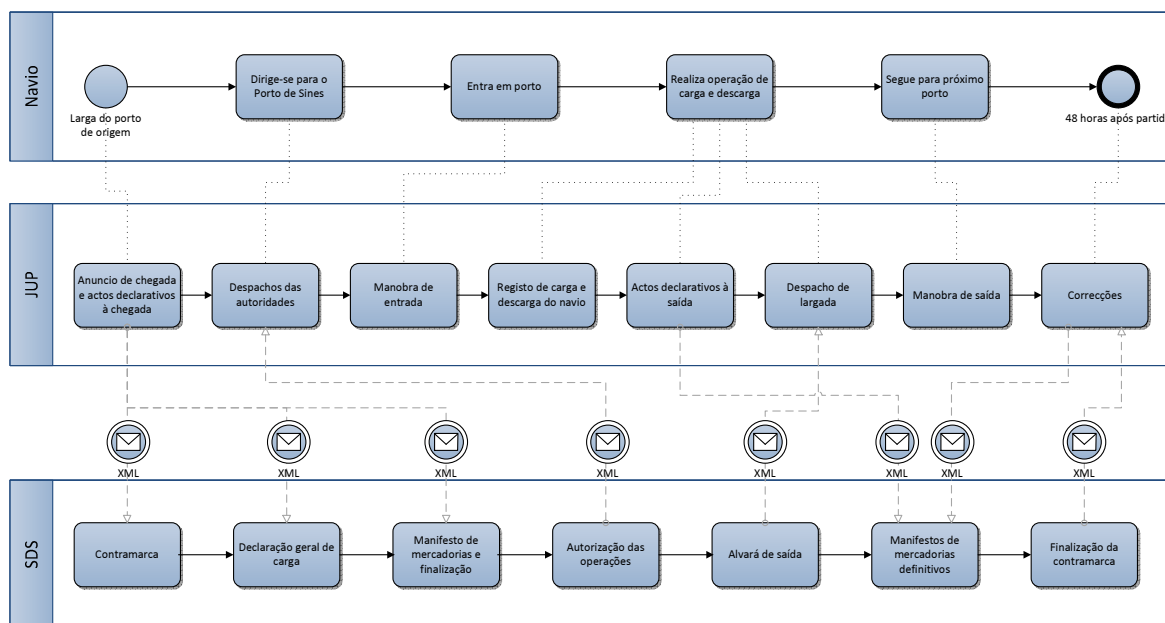 Navio
Larga do porto
de origem
Dirige-se para o
Porto de Sines
Entra em porto
Realiza operação de
carga e descarga
Segue para próximo
porto
48 horas após partid
JUP
Anuncio de chegada
e actos declarativos
à chegada
Despachos das
autoridades
Manobra de
entrada
Registo de carga e
descarga do navio
Actos declarativos à
saída
Despacho de
largada
Manobra de saída
Correcções
XML
XML
XML
XML
XML
XML
XML
XML
SDS
Contramarca
Declaração geral de
carga
Manifesto de
mercadorias e
finalização
Autorização das
operações
Alvará de saída
Manifestos de
mercadorias
definitivos
Finalização da
contramarca